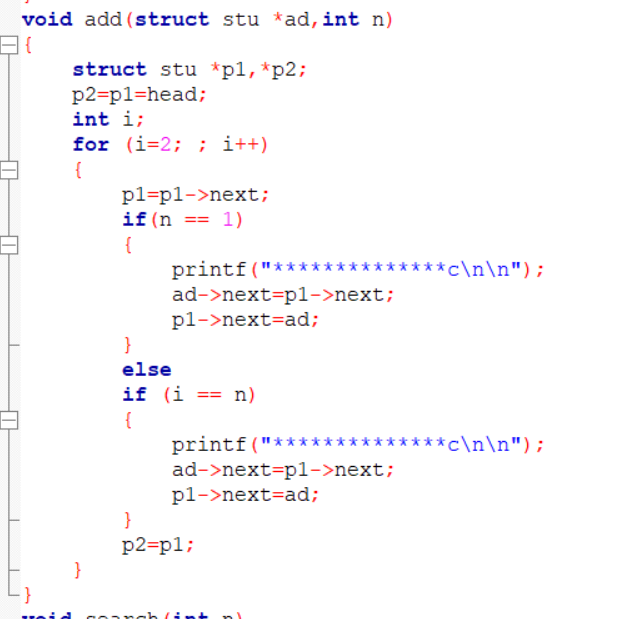 void add(struct stu *ad,int n)
{
struct stu *p1,*p2;
p2=p1=head;
int i;
for (i=2; ; i++)
{
p1=p1->next;
if(n == 1)
{
printf("**************c\n\n");
ad->next=p1->next;
p1->next=ad;
}
else
if (i == n)
{
printf("**************c\n\n");
ad->next=p1->next;
p1->next=ad;
}
p2=p1;
}
}
void search(int n)